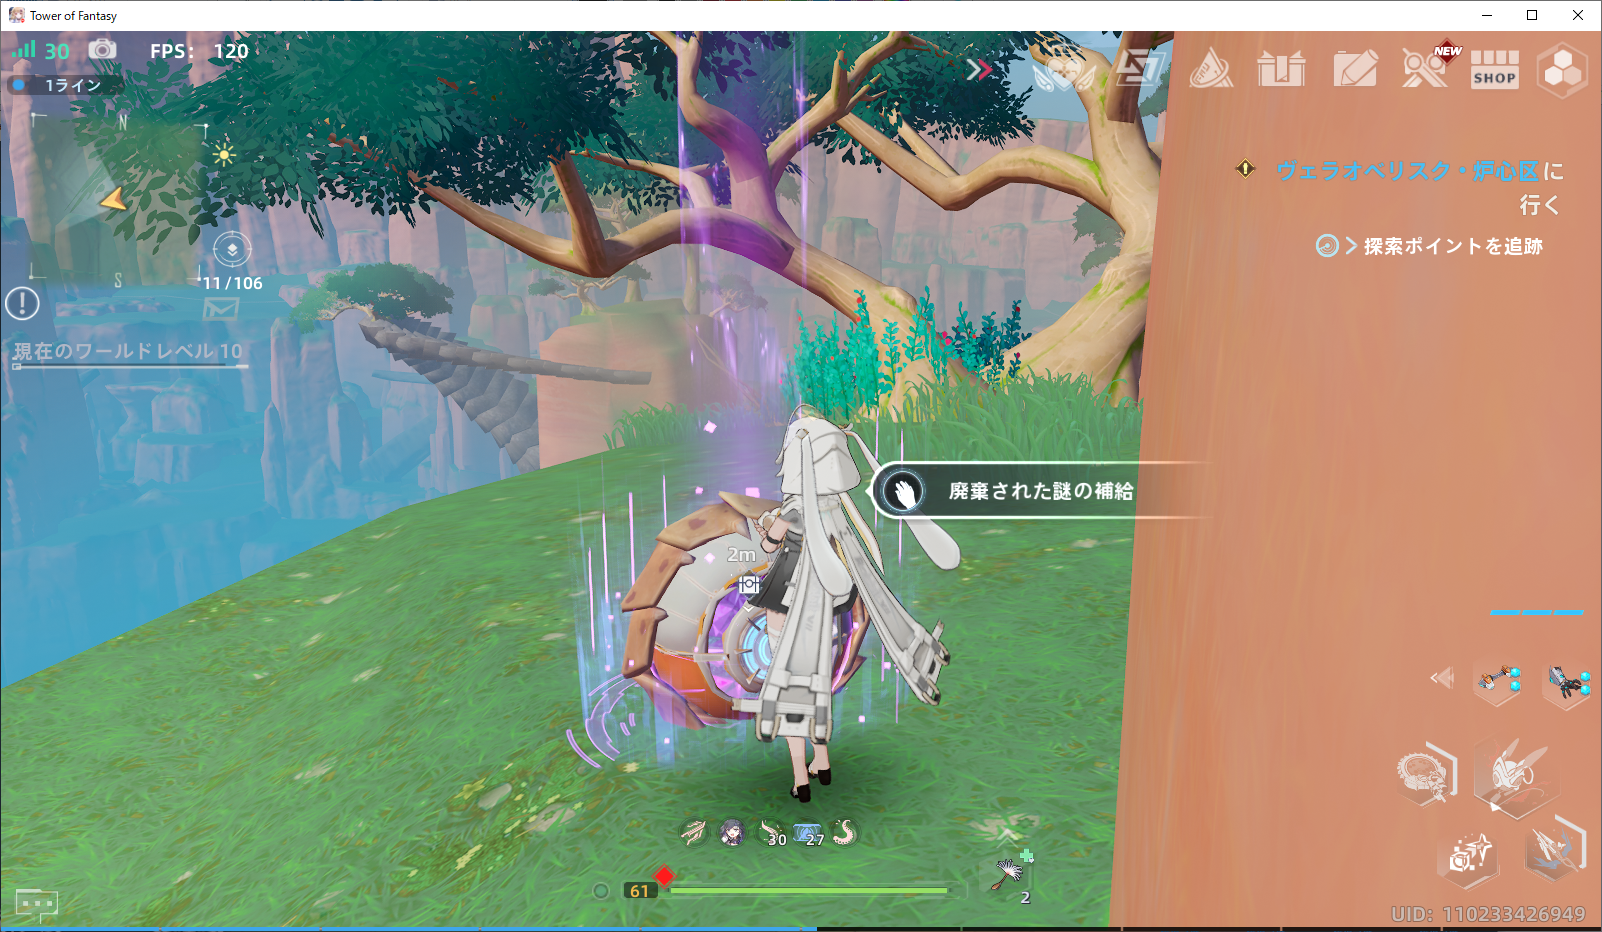 Tower of Fantasy
30
FPS: 120
1ライン
N
S
11/106
現在のワールドレベル 10
NEW
SHOP
ヴェラオベリスク・炉心区に
行く
探索ポイントを追跡
廃棄された謎の補給
2m
30
27
61
2
UID: 110233426949